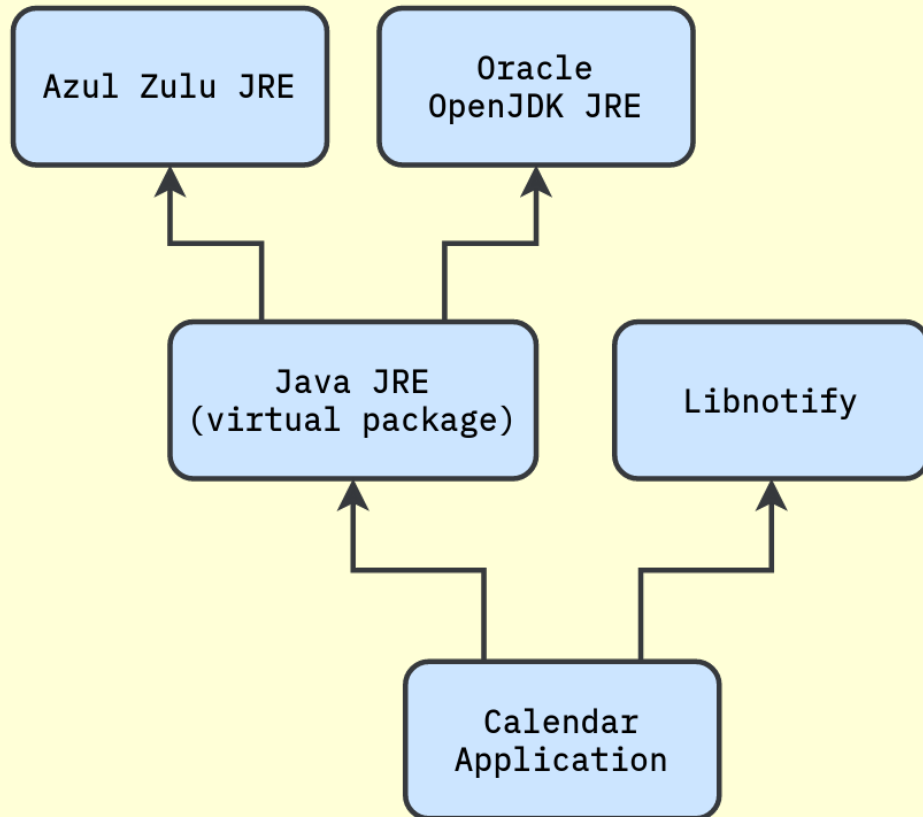 Azul Zulu JRE
Oracle
OpenJDK JRE
Java JRE
(virtual package)
Libnotify
Calendar
Application